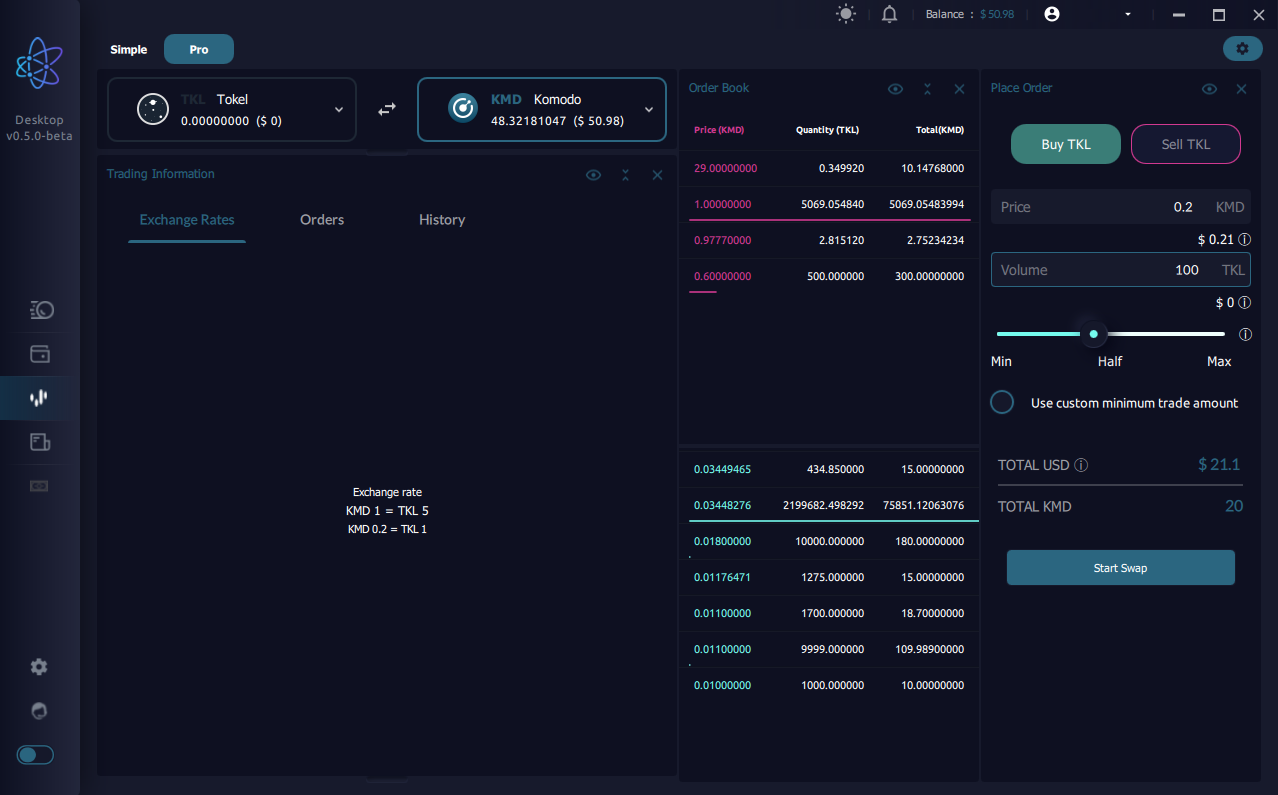 Balance : $ 50.98
Simple
Pro
Desktop
v0.5.0-beta
TKL Tokel
0.00000000 ($ 0)
KMD Komodo
48.32181047 ($ 50.98)
Trading Information
Exchange Rates
Orders
History
Exchange rate
KMD 1 = TKL 5
KMD 0.2 = TKL 1
Order Book
Price (KMD) Quantity (TKL) Total(KMD)
29.00000000 0.349920 10.14768000
1.00000000 5069.054840 5069.05483994
0.97770000 2.815120 2.75234234
0.60000000 500.000000 300.00000000
0.03449465 434.850000 15.00000000
0.03448276 2199682.498292 75851.12063076
0.01800000 10000.000000 180.00000000
0.01176471 1275.000000 15.00000000
0.01100000 1700.000000 18.70000000
0.01100000 9999.000000 109.98900000
0.01000000 1000.000000 10.00000000
Place Order
Buy TKL
Sell TKL
Price 0.2 KMD
$ 0.21
Volume 100 TKL
$ 0
Min Half Max
Use custom minimum trade amount
TOTAL USD $ 21.1
TOTAL KMD 20
Start Swap